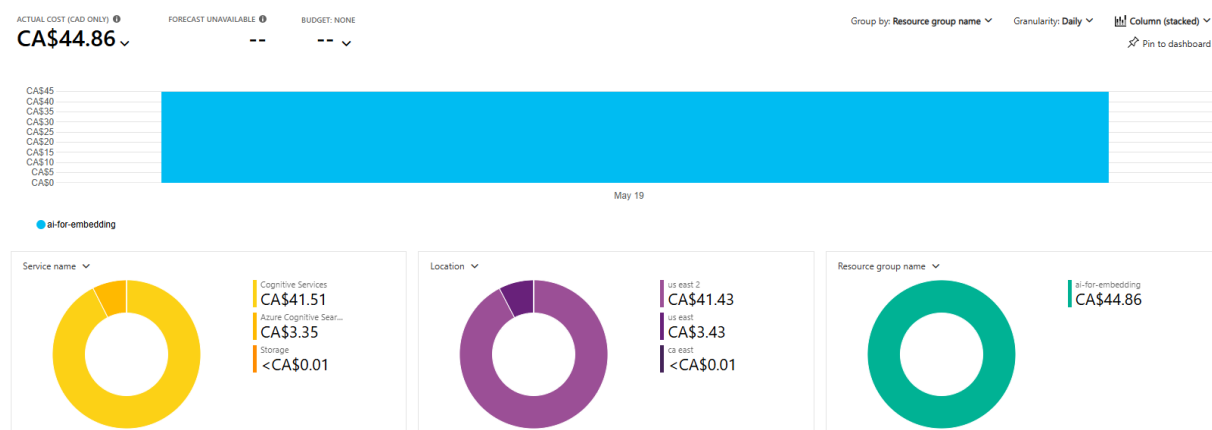 ACTUAL COST (CAD ONLY)
CA$44.86
FORECAST UNAVAILABLE
--
BUDGET: NONE
--
Group by: Resource group name
Granularity: Daily
Column (stacked)
Pin to dashboard
CA$45
CA$40
CA$35
CA$30
CA$25
CA$20
CA$15
CA$10
CA$5
CA$0
May 19
ai-for-embedding
Service name
Cognitive Services
CA$41.51
Azure Cognitive Sear...
CA$3.35
Storage
<CA$0.01
Location
us east 2
CA$41.43
us east
CA$3.43
ca east
<CA$0.01
Resource group name
ai-for-embedding
CA$44.86